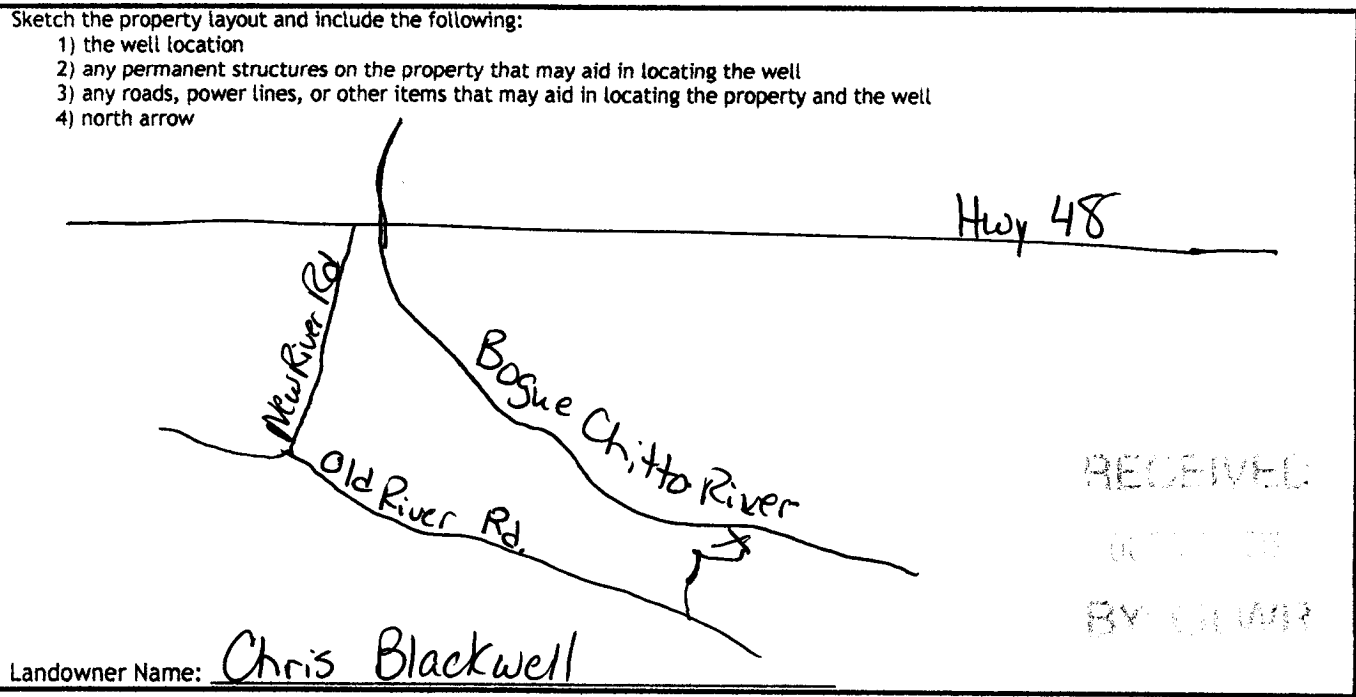 Sketch the property layout and include the following:
1) the well location
2) any permanent structures on the property that may aid in locating the well
3) any roads, power lines, or other items that may aid in locating the property and the well
4) north arrow
Hwy 48
New River Rd
Bogue Chitto River
Old River Rd.
RECEIVED
BY
Landowner Name: Chris Blackwell